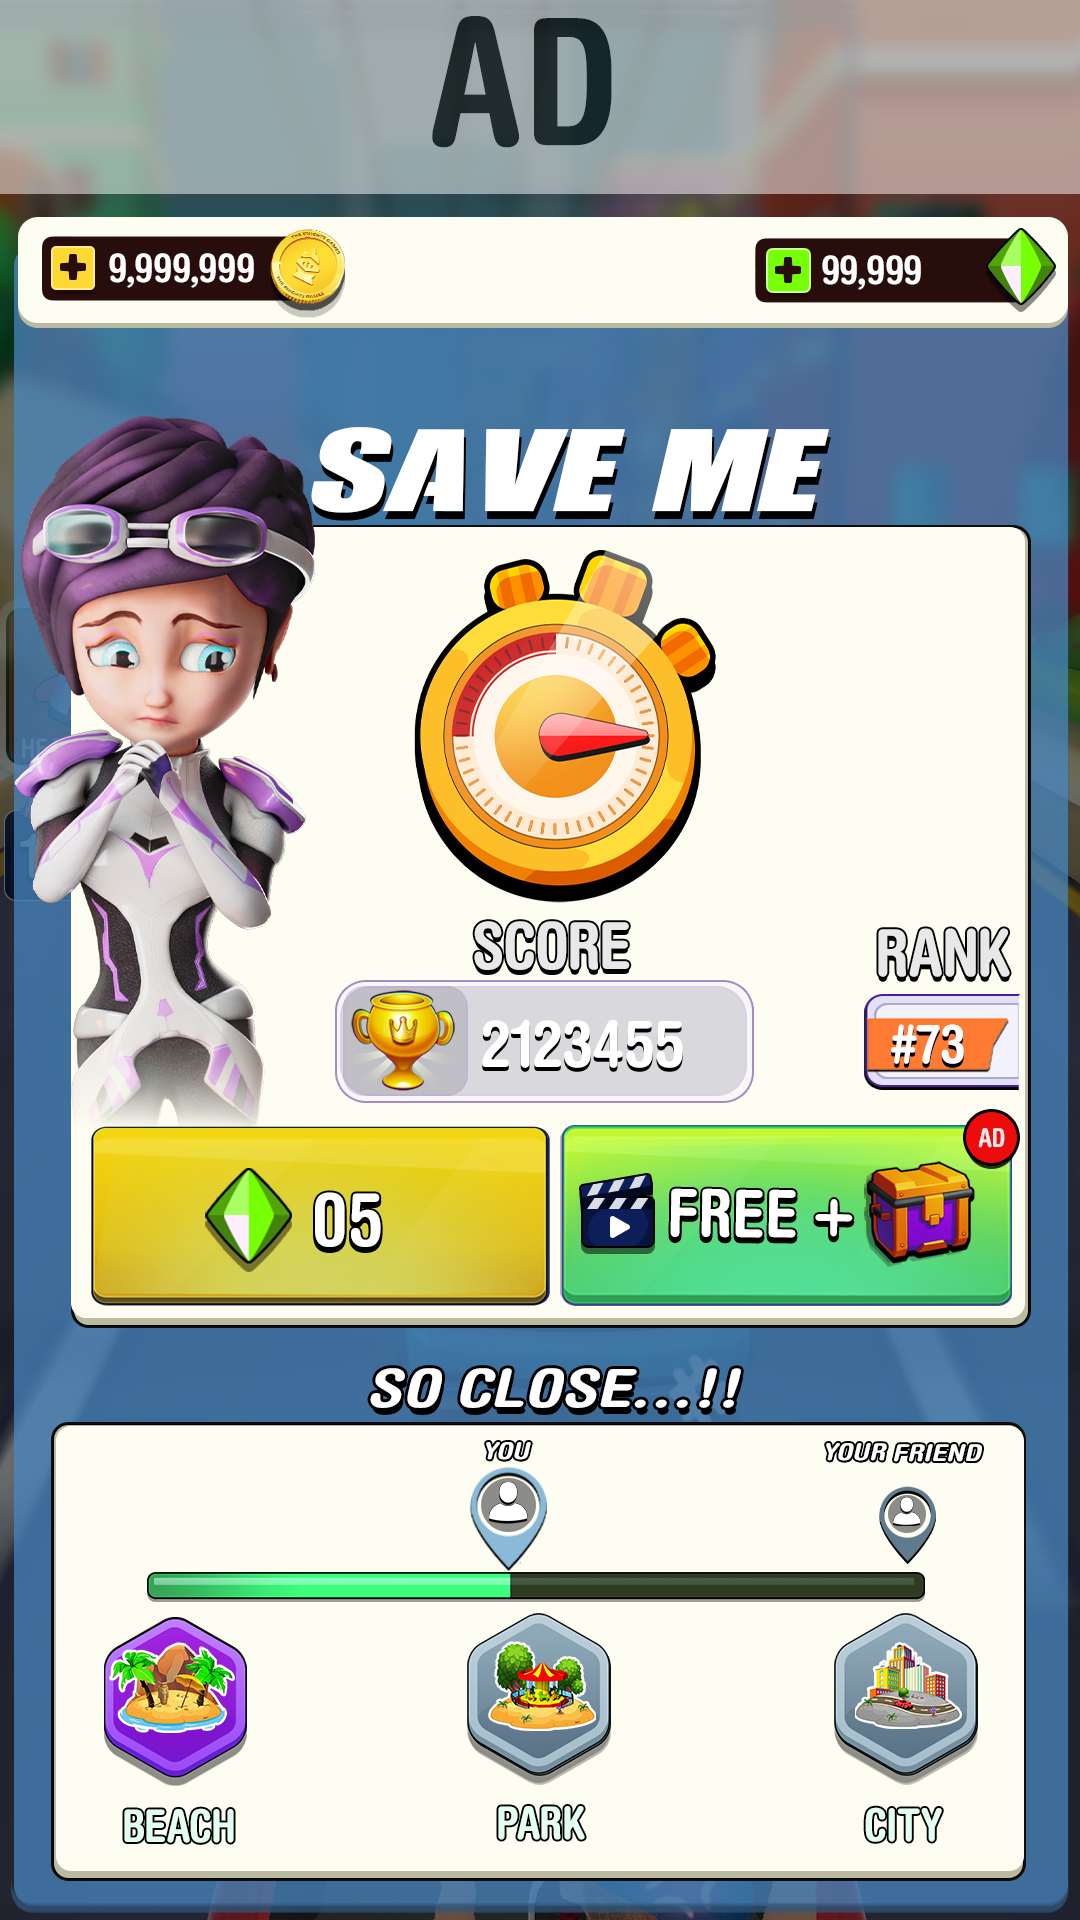 AD
9,999,999
99,999
SAVE ME
SCORE
RANK
2123455
#73
AD
05
FREE +
SO CLOSE...!!
YOU
YOUR FRIEND
BEACH
PARK
CITY